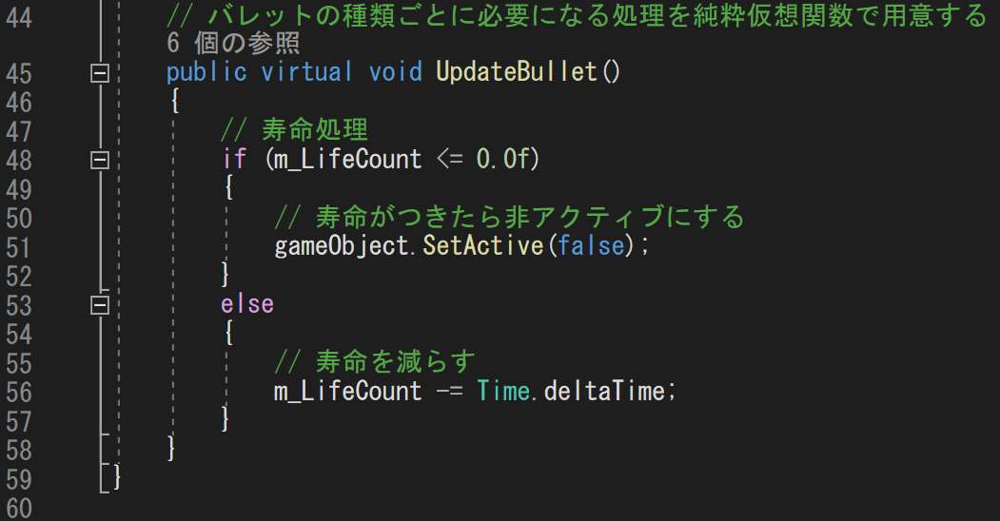 44 // バレットの種類ごとに必要になる処理を純粋仮想関数で用意する
6 個の参照
45 public virtual void UpdateBullet()
46 {
47 // 寿命処理
48 if (m_LifeCount <= 0.0f)
49 {
50 // 寿命がつきたら非アクティブにする
51 gameObject.SetActive(false);
52 }
53 else
54 {
55 // 寿命を減らす
56 m_LifeCount -= Time.deltaTime;
57 }
58 }
59 }
60